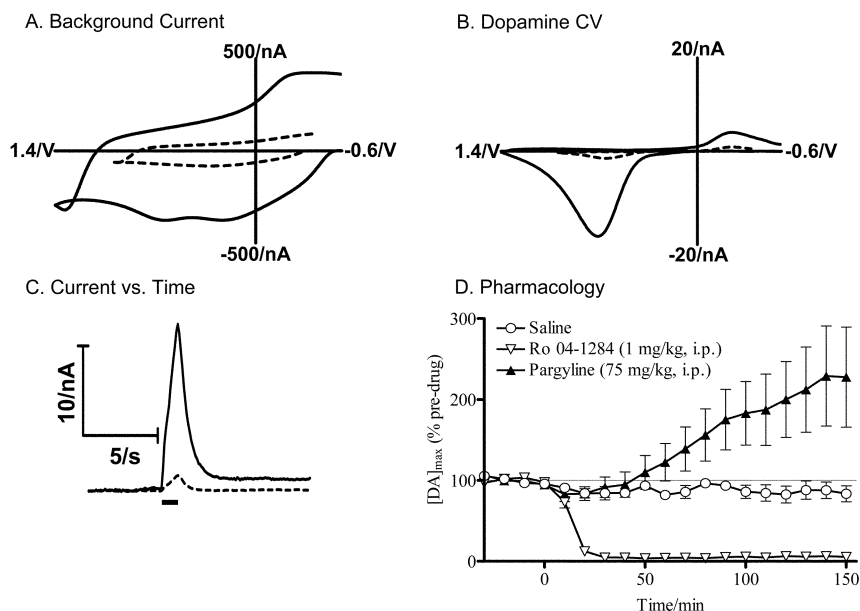 A. Background Current
500/nA
1.4/V
-0.6/V
-500/nA
B. Dopamine CV
20/nA
1.4/V
-0.6/V
-20/nA
C. Current vs. Time
10/nA
5/s
D. Pharmacology
300
200
100
0
[DA]max (% pre-drug)
Saline
Ro 04-1284 (1 mg/kg, i.p.)
Pargyline (75 mg/kg, i.p.)
0 50 100 150
Time/min